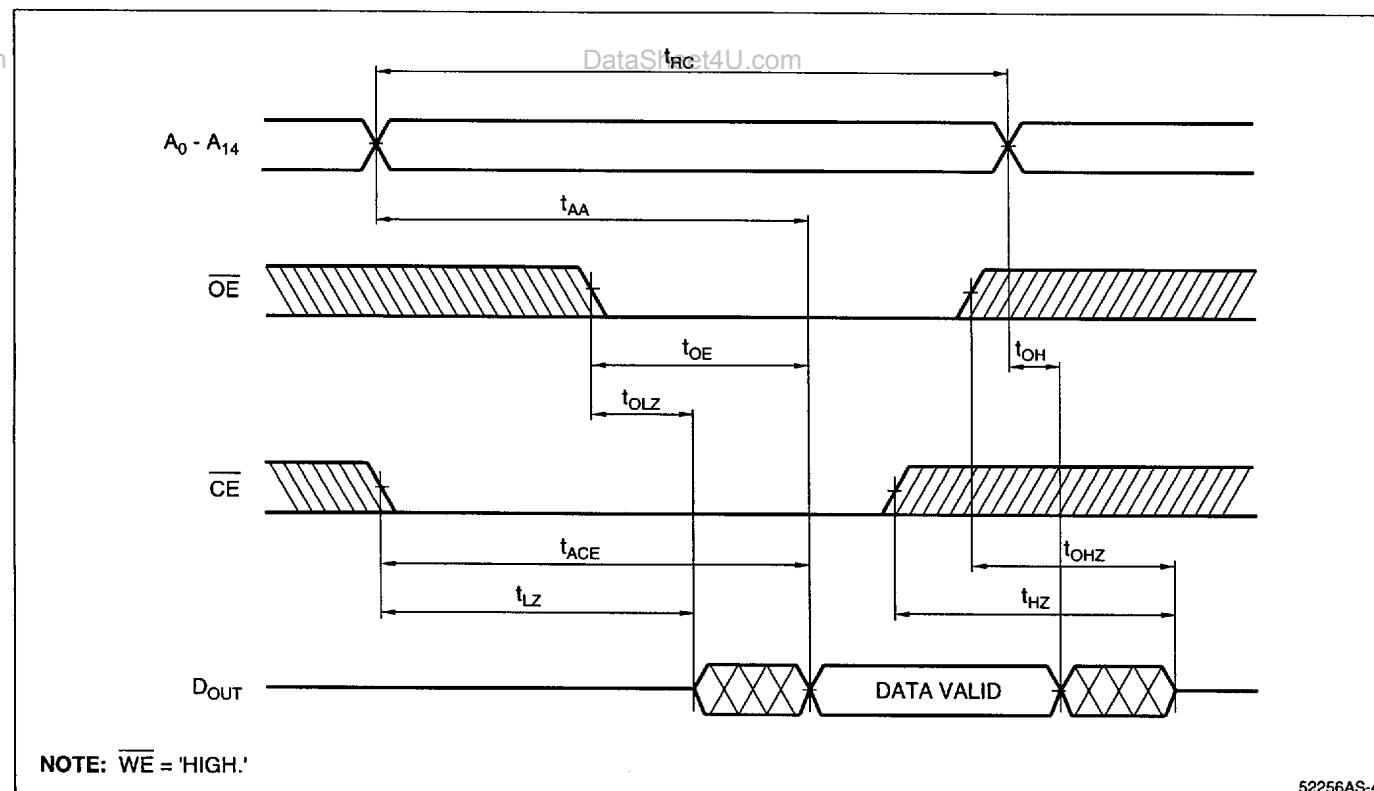 n
DataSheet4U.com
tRC
A0 - A14
tAA
OE
tOE
tOH
tOLZ
CE
tACE
tOHZ
tLZ
tHZ
DOUT
DATA VALID
NOTE: WE = 'HIGH.'
52256AS-4